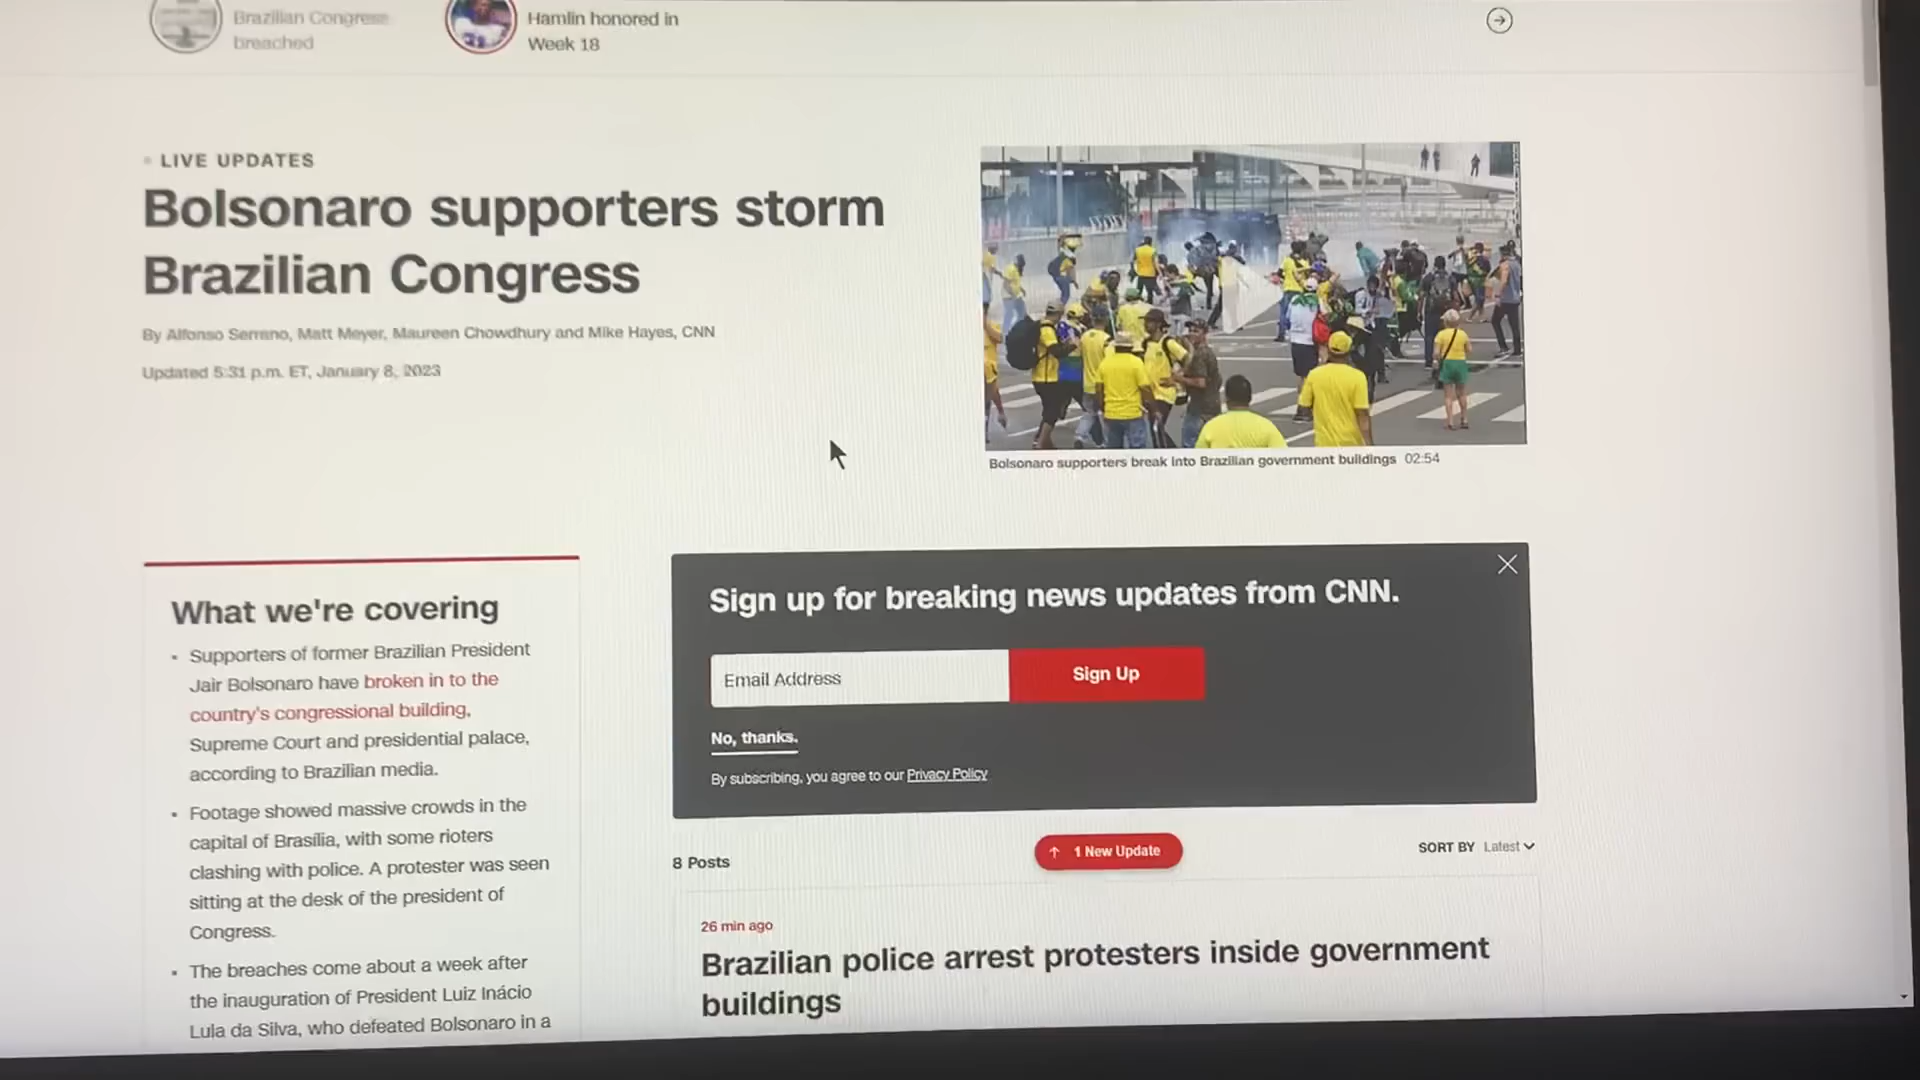 Brazilian Congress
breached
Hamlin honored in
Week 18
LIVE UPDATES
Bolsonaro supporters storm
Brazilian Congress
By Alfonso Serrano, Matt Meyer, Maureen Chowdhury and Mike Hayes, CNN
Updated 5:31 p.m. ET, January 8, 2023
Bolsonaro supporters break into Brazilian government buildings 02:54
What we're covering
Supporters of former Brazilian President
Jair Bolsonaro have broken in to the
country's congressional building,
Supreme Court and presidential palace,
according to Brazilian media.
Footage showed massive crowds in the
capital of Brasília, with some rioters
clashing with police. A protester was seen
sitting at the desk of the president of
Congress.
The breaches come about a week after
the inauguration of President Luiz Inácio
Lula da Silva, who defeated Bolsonaro in a
Sign up for breaking news updates from CNN.
Email Address
Sign Up
No, thanks.
By subscribing, you agree to our Privacy Policy
8 Posts
1 New Update
SORT BY Latest
26 min ago
Brazilian police arrest protesters inside government
buildings